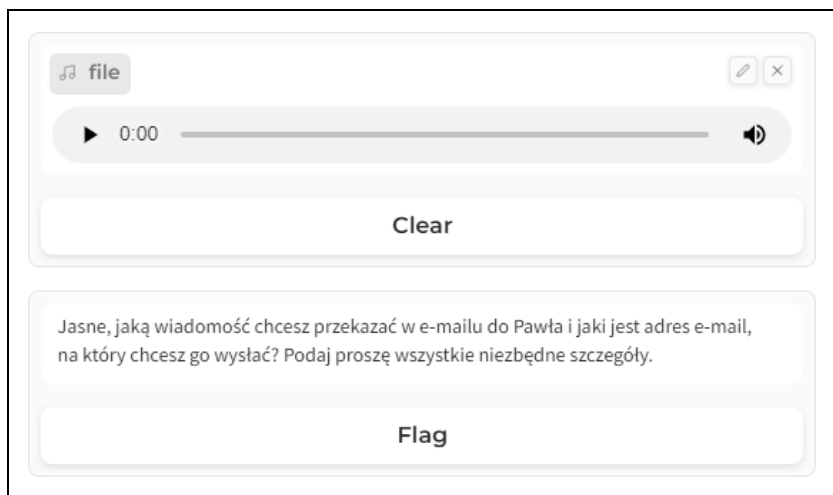 file
0:00
Clear
Jasne, jaką wiadomość chcesz przekazać w e-mailu do Pawła i jaki jest adres e-mail,
na który chcesz go wysłać? Podaj proszę wszystkie niezbędne szczegóły.
Flag